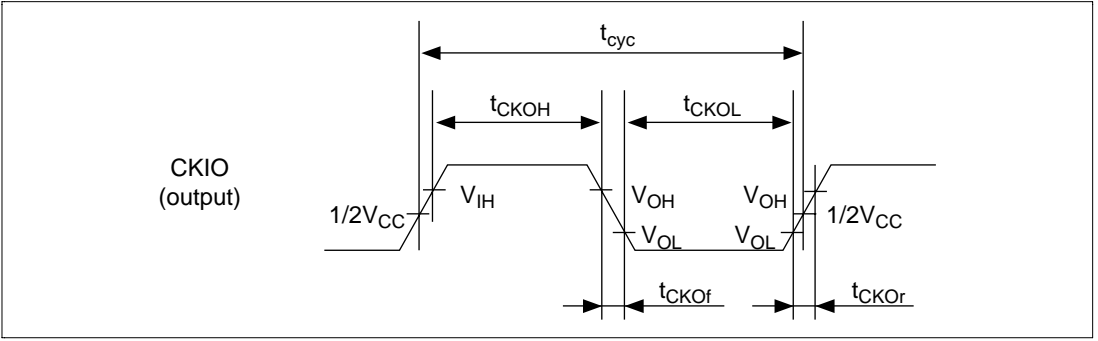 tcyc
tCKOH
tCKOL
CKIO
(output)
VIH
VOH
VOH
1/2VCC
1/2VCC
VOL
VOL
tCKOf
tCKOr